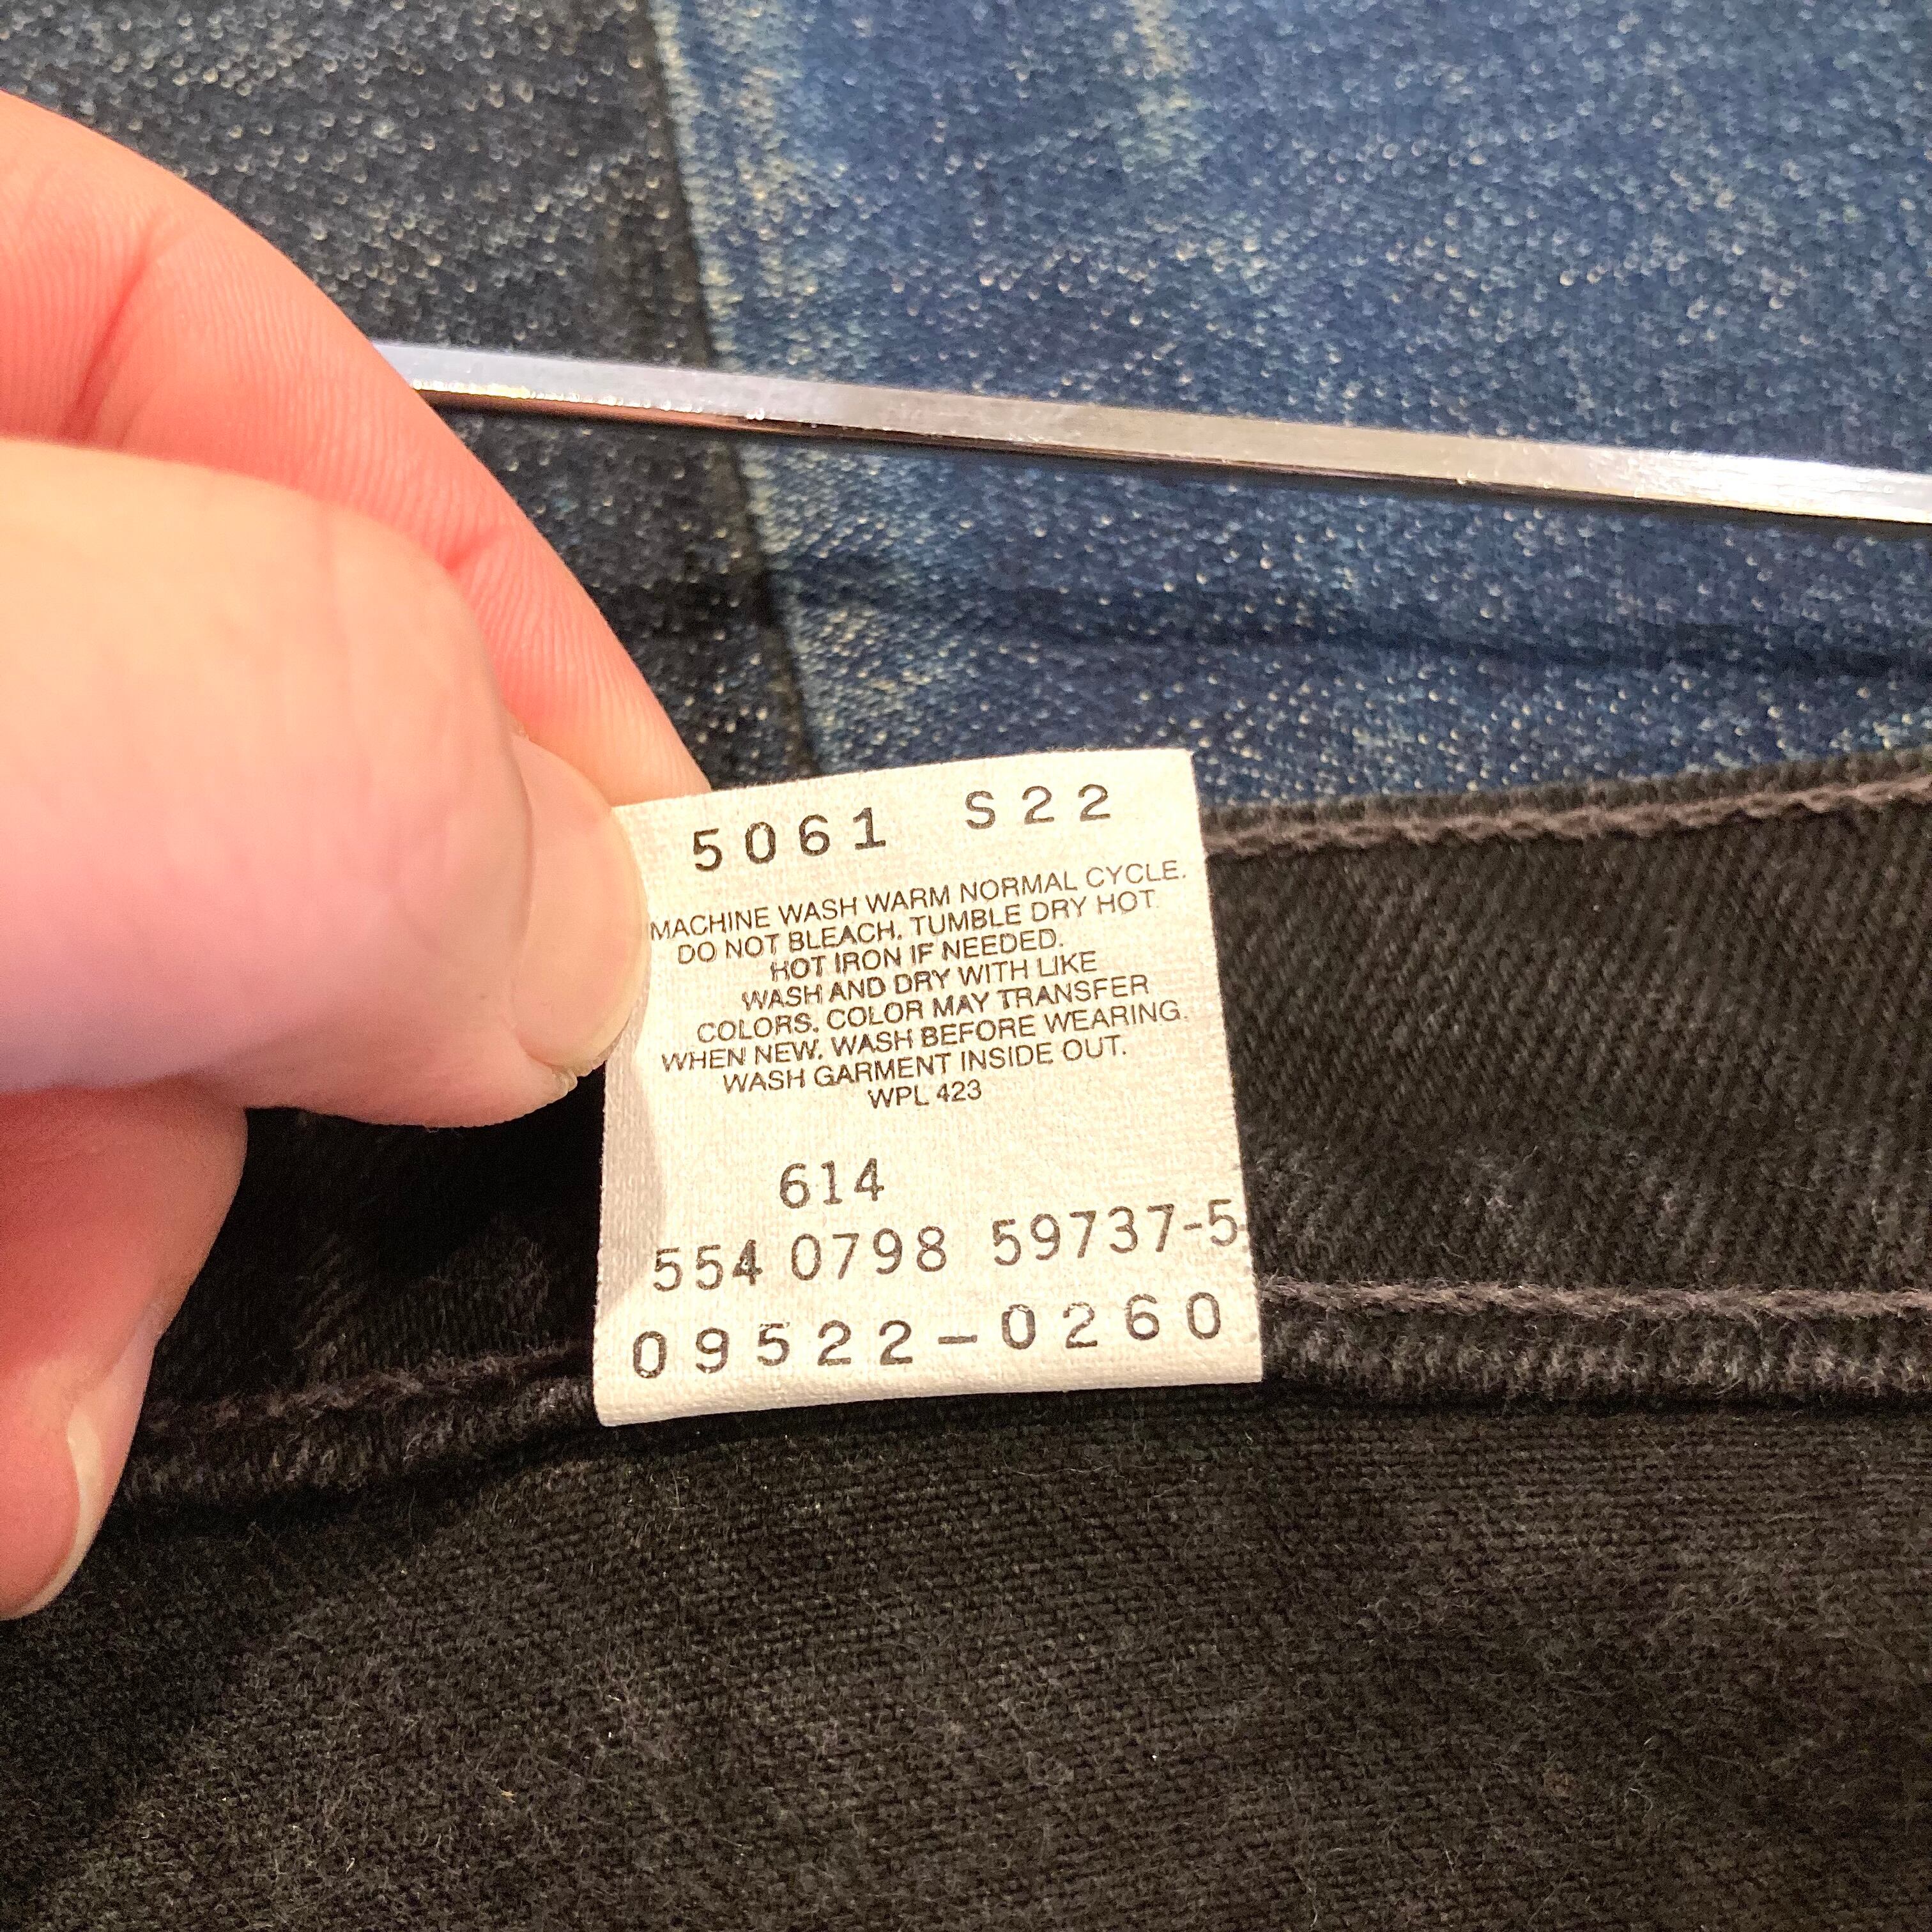 5061 S22
MACHINE WASH WARM NORMAL CYCLE.
DO NOT BLEACH. TUMBLE DRY HOT.
HOT IRON IF NEEDED.
WASH AND DRY WITH LIKE
COLORS. COLOR MAY TRANSFER
WHEN NEW. WASH BEFORE WEARING.
WASH GARMENT INSIDE OUT.
WPL 423
614
554 0798 59737-5
09522-0260